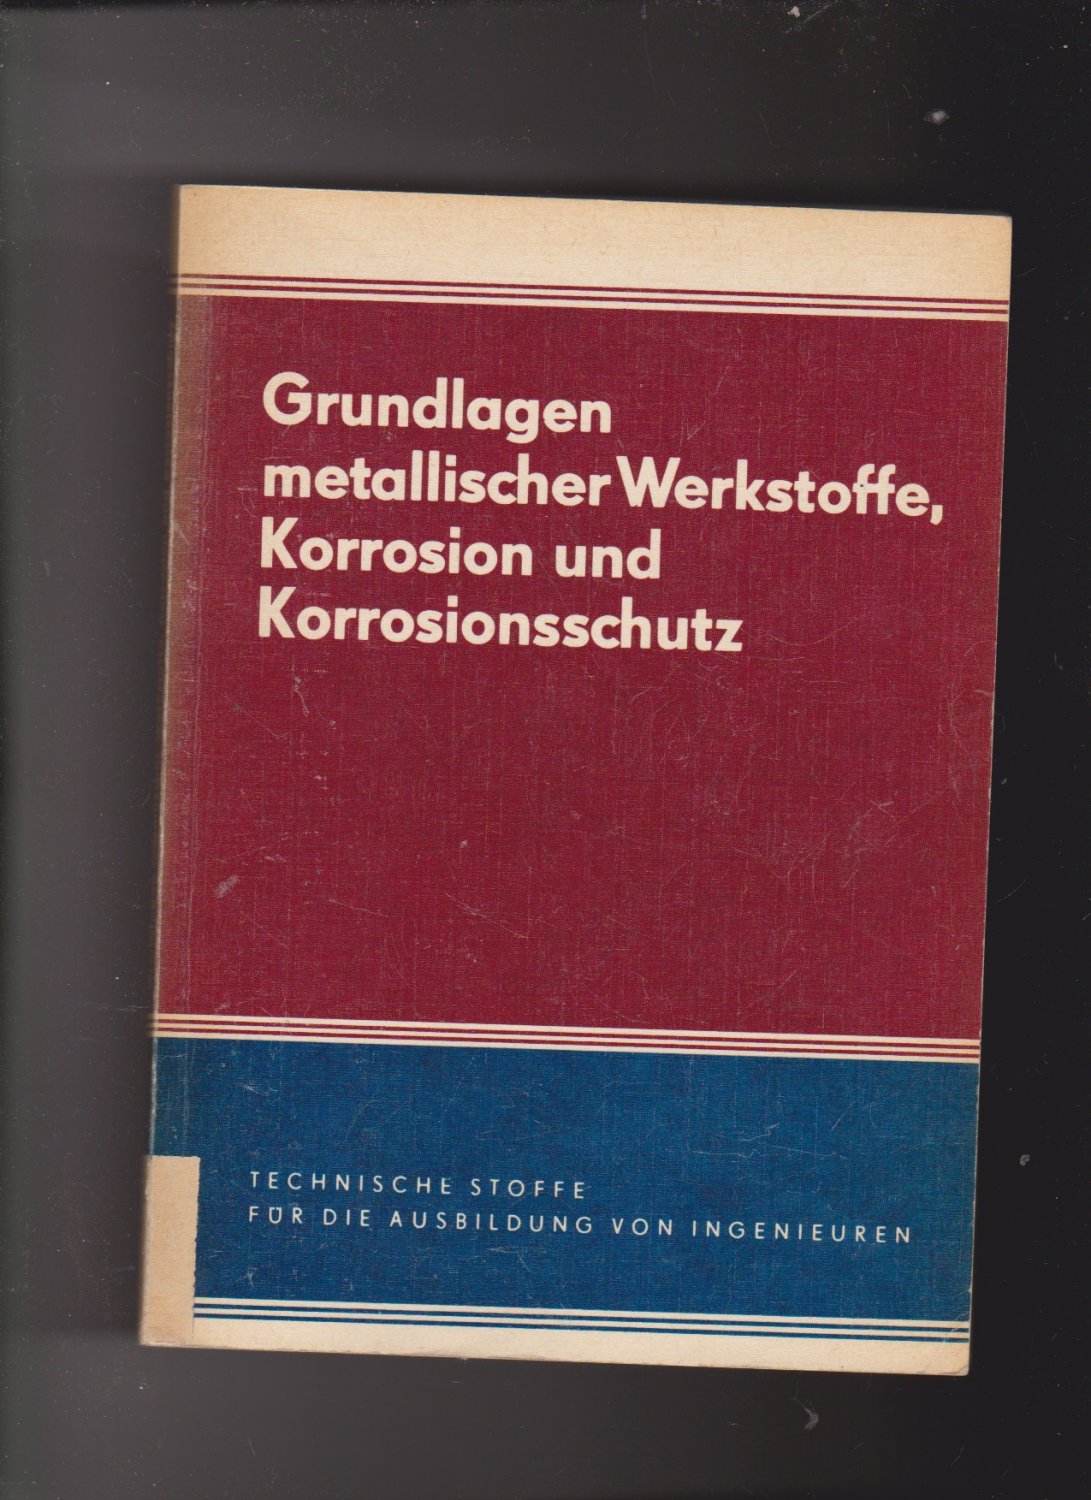 Grundlagen
metallischer Werkstoffe,
Korrosion und
Korrosionsschutz
TECHNISCHE STOFFE
FÜR DIE AUSBILDUNG VON INGENIEUREN